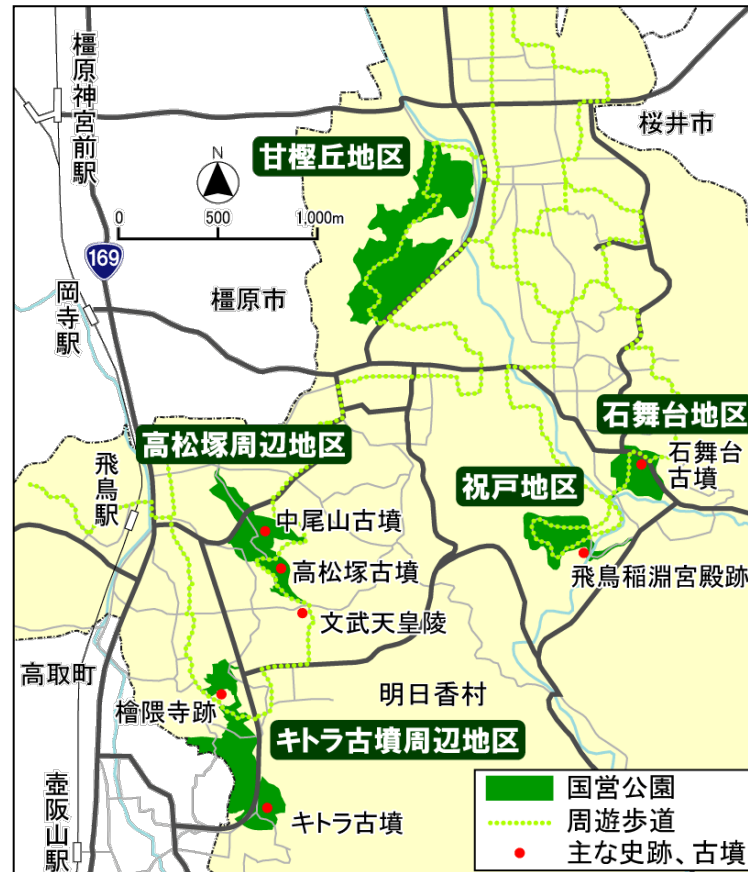 橿原神宮前駅
桜井市
甘樫丘地区
N
0 500 1,000m
169
橿原市
岡寺駅
石舞台地区
高松塚周辺地区
石舞台
古墳
祝戸地区
飛鳥駅
中尾山古墳
高松塚古墳
飛鳥稲淵宮殿跡
文武天皇陵
高取町
明日香村
檜隈寺跡
キトラ古墳周辺地区
壺阪山駅
キトラ古墳
国営公園
周遊歩道
主な史跡、古墳